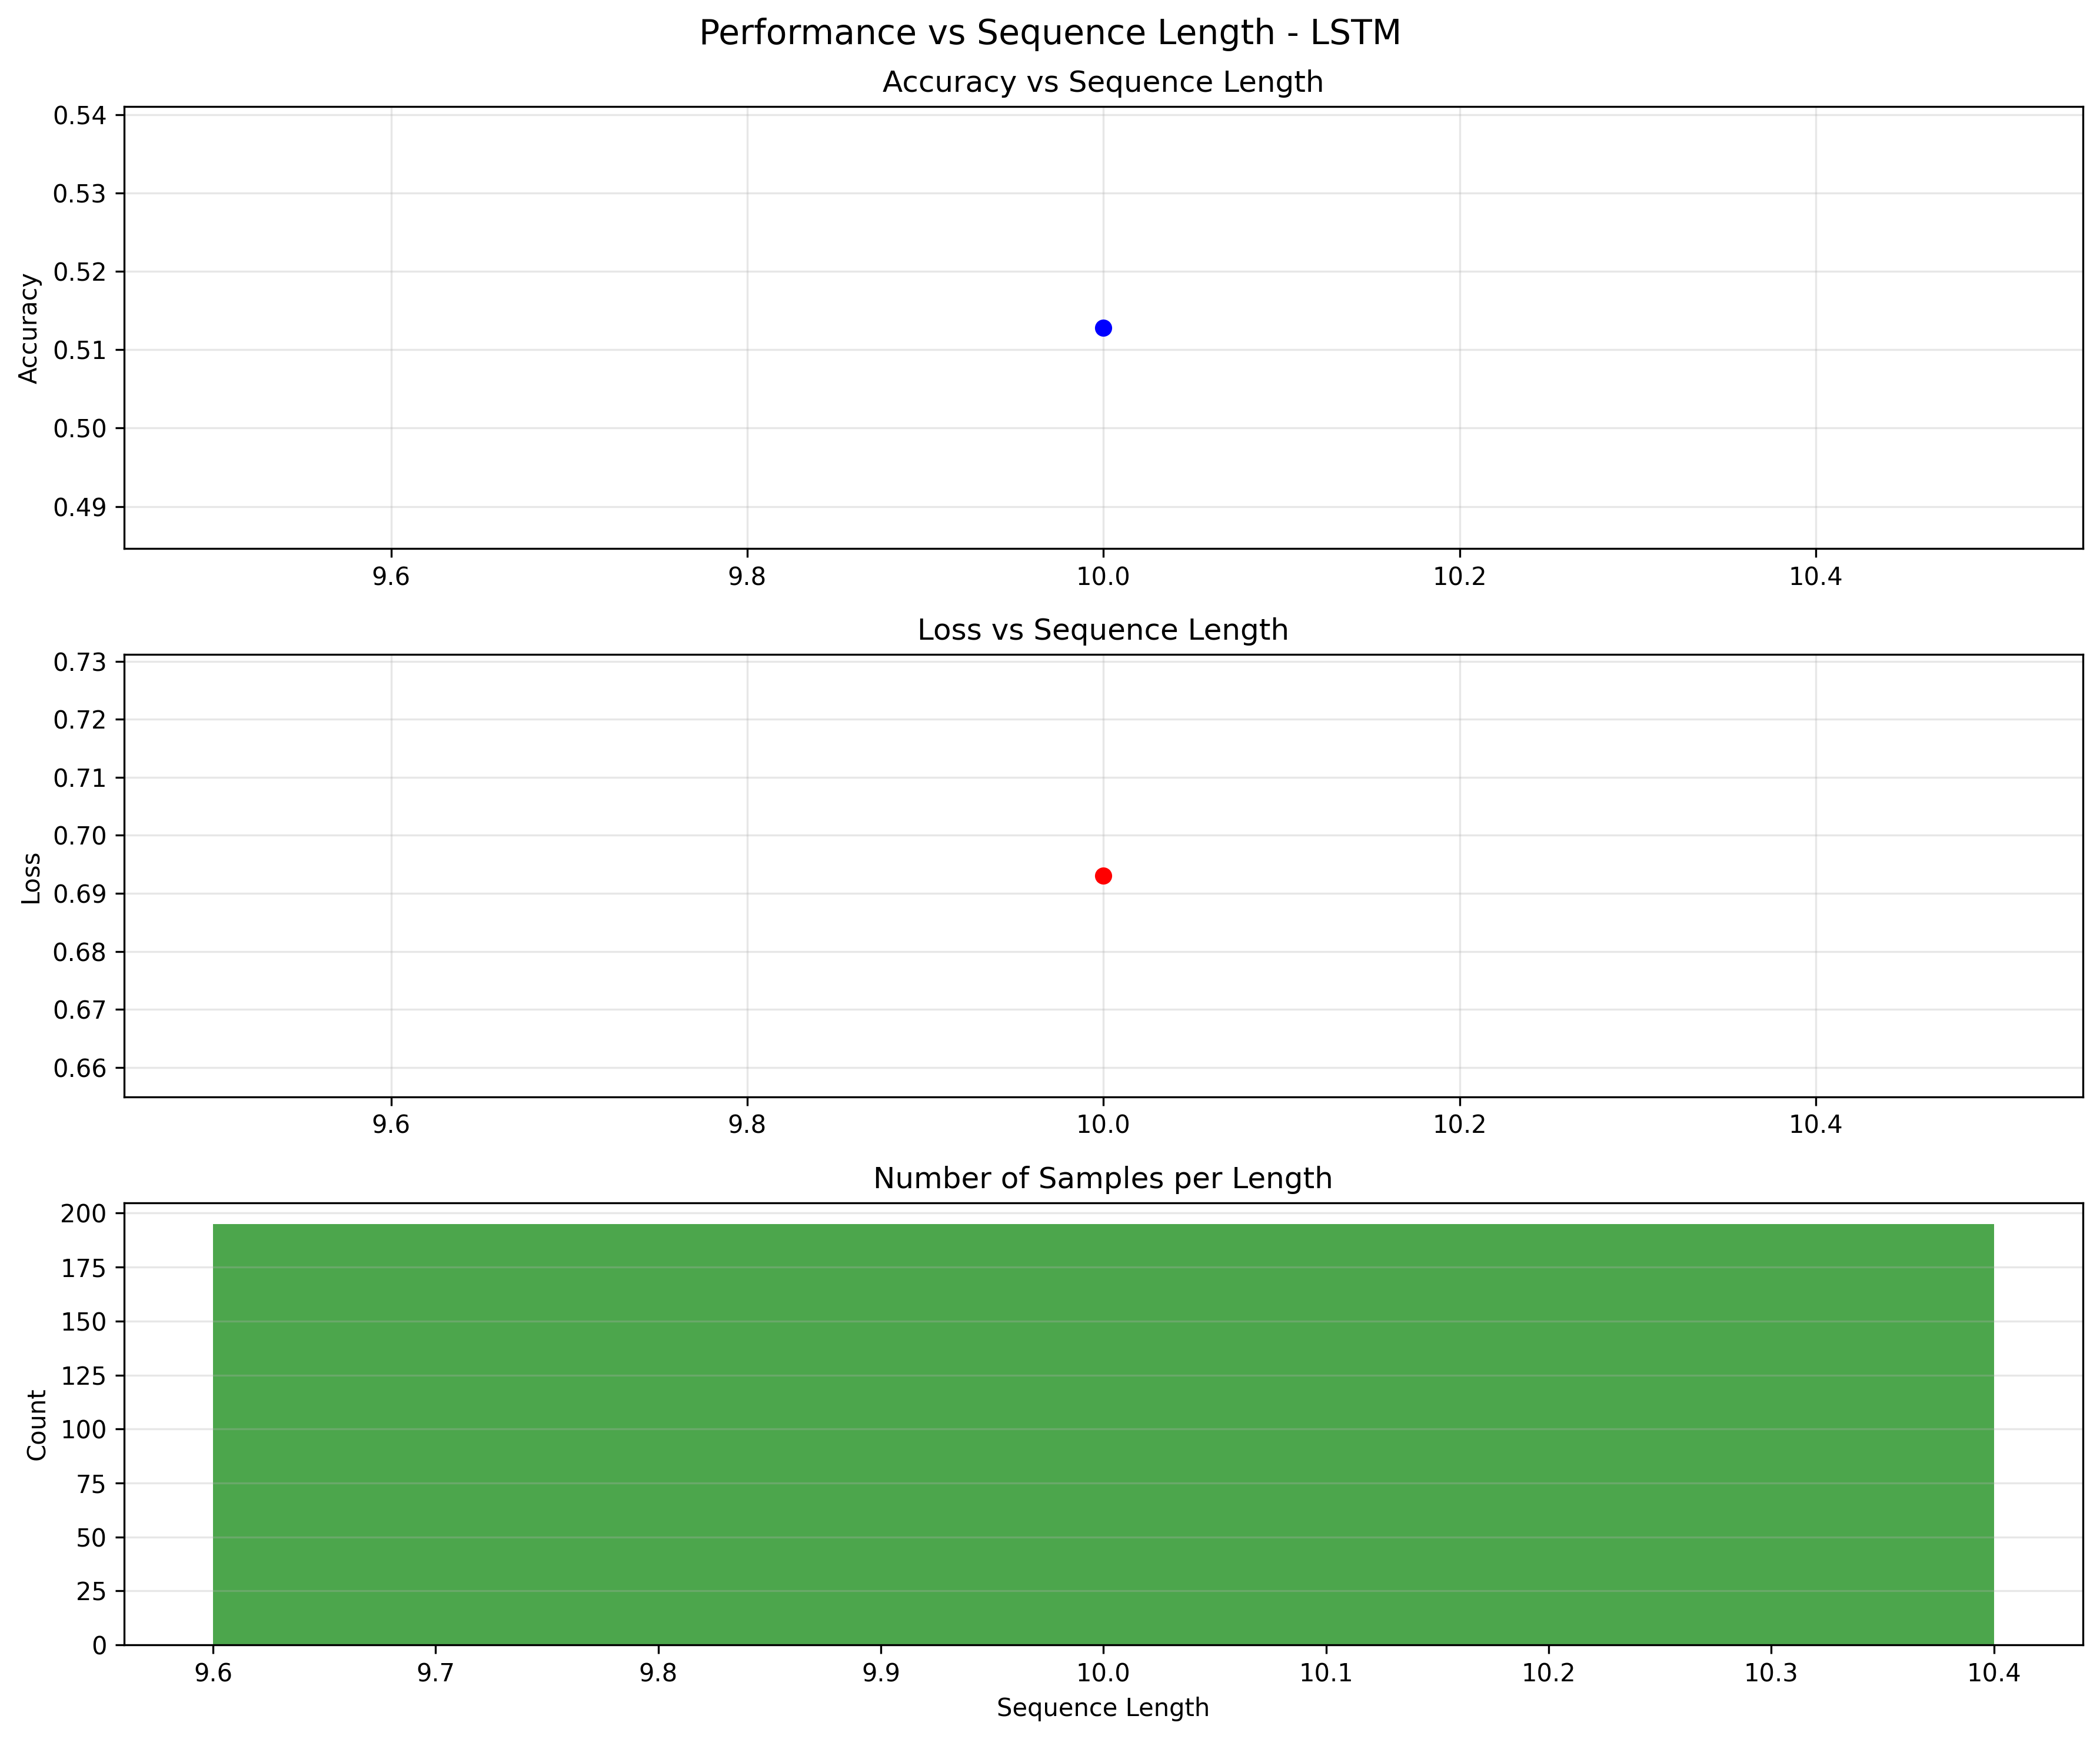 Performance vs Sequence Length - LSTM
Accuracy vs Sequence Length
0.54
0.53
0.52
0.51
0.50
0.49
Accuracy
9.6 9.8 10.0 10.2 10.4
Loss vs Sequence Length
0.73
0.72
0.71
0.70
0.69
0.68
0.67
0.66
Loss
9.6 9.8 10.0 10.2 10.4
Number of Samples per Length
200
175
150
125
100
75
50
25
0
Count
9.6 9.7 9.8 9.9 10.0 10.1 10.2 10.3 10.4
Sequence Length